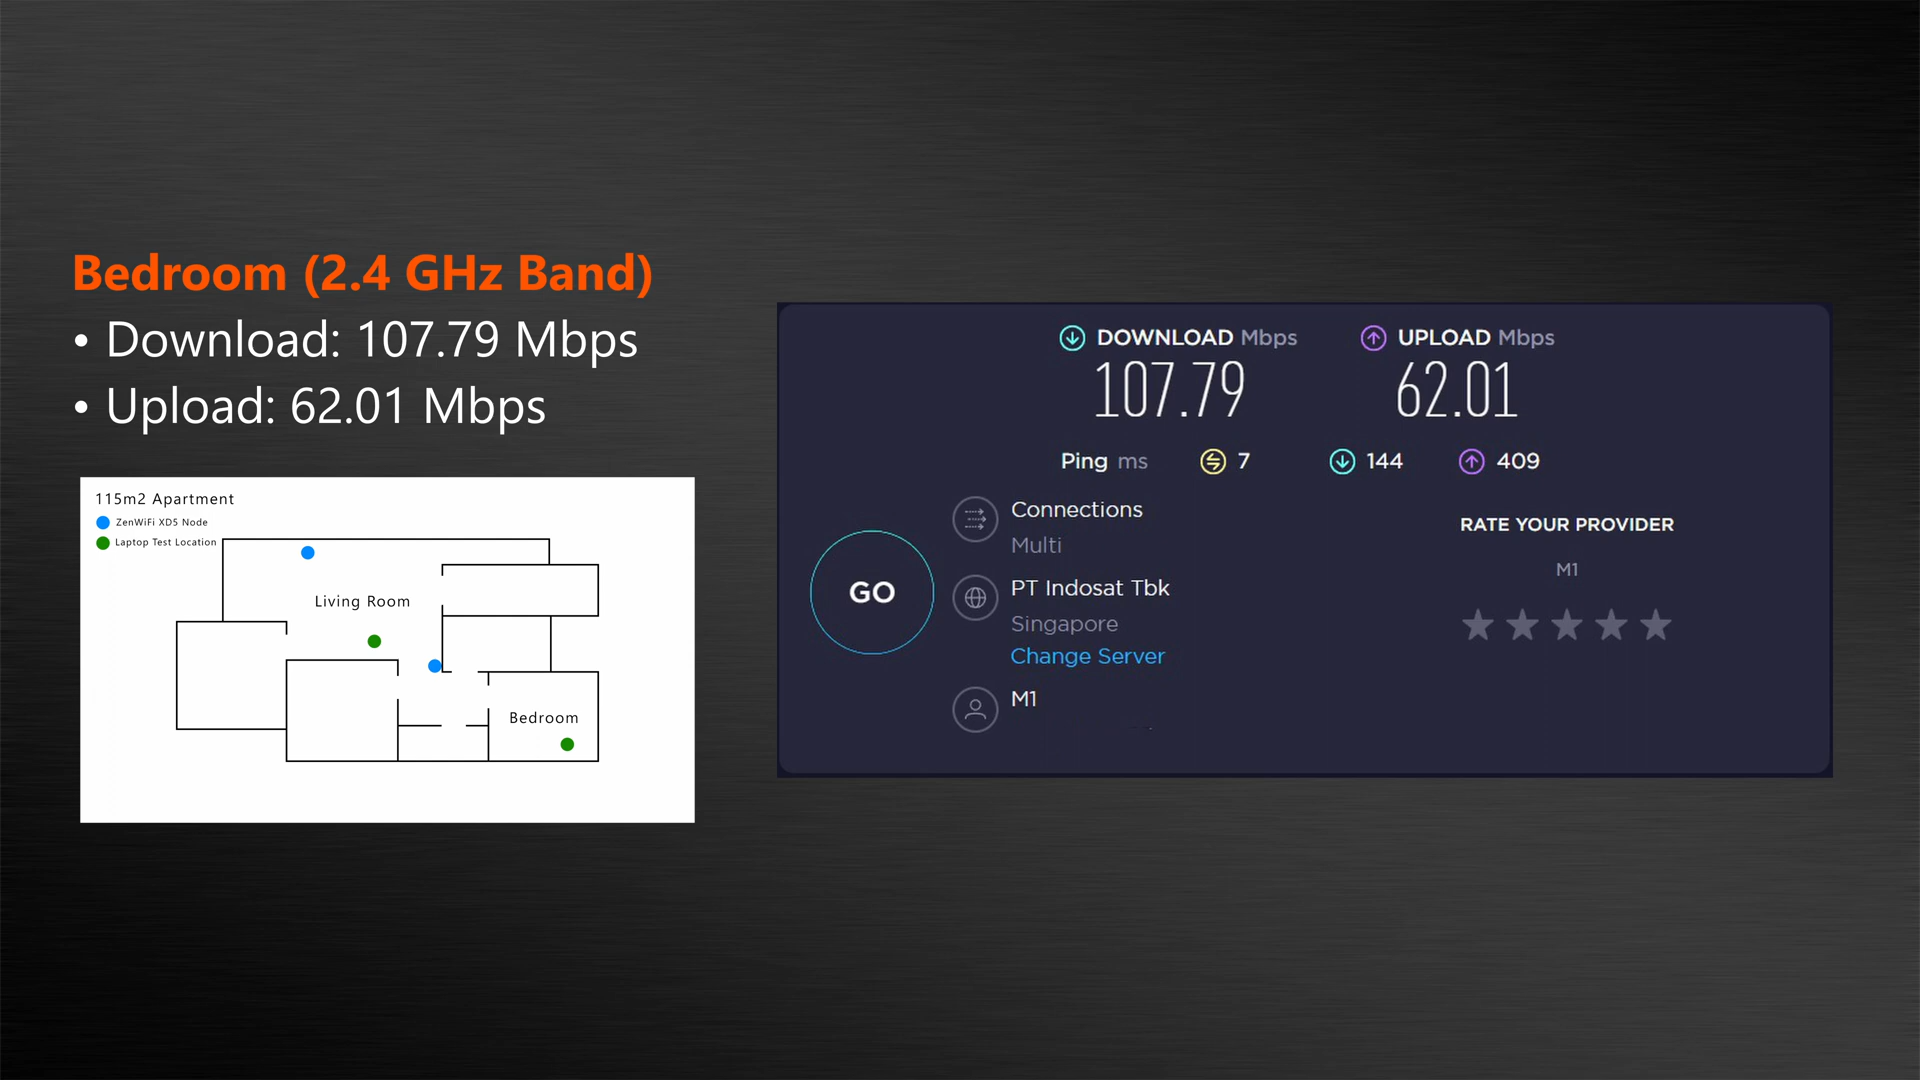 Bedroom (2.4 GHz Band)
• Download: 107.79 Mbps
• Upload: 62.01 Mbps
115m2 Apartment
ZenWiFi XD5 Node
Laptop Test Location
Living Room
Bedroom
DOWNLOAD Mbps
107.79
UPLOAD Mbps
62.01
Ping ms 7 144 409
GO
Connections
Multi
PT Indosat Tbk
Singapore
Change Server
M1
RATE YOUR PROVIDER
M1